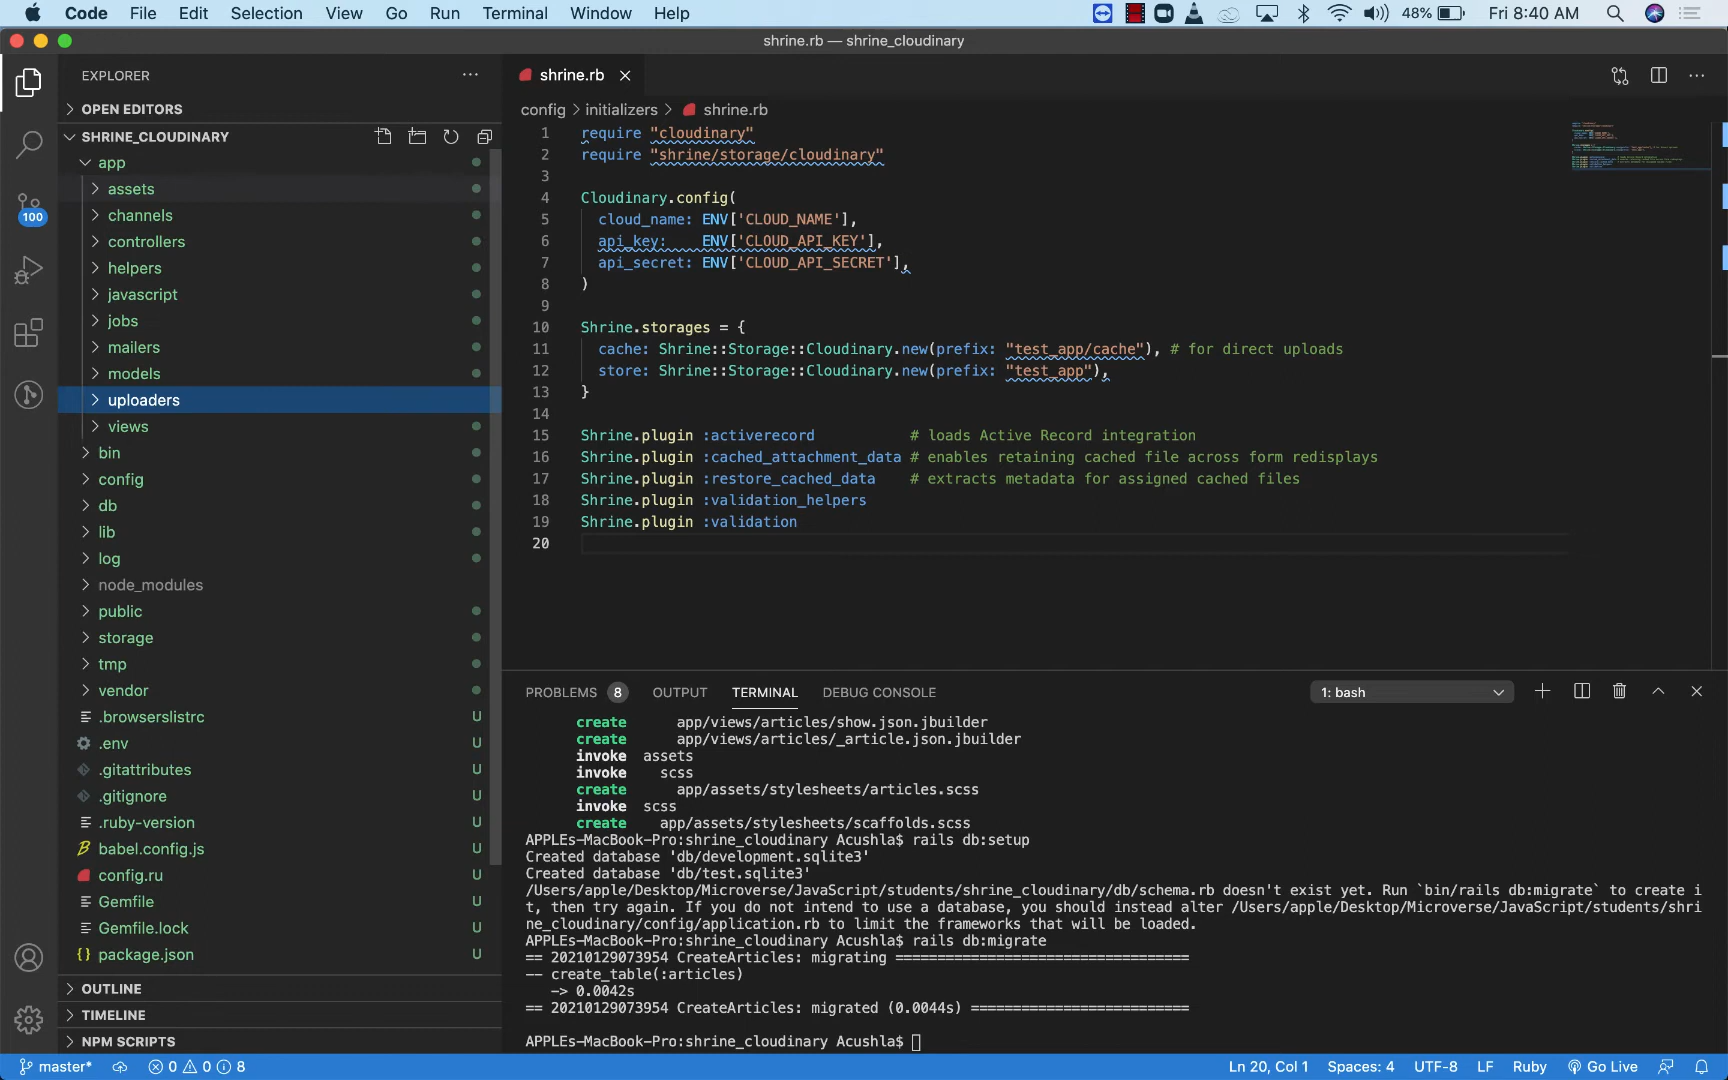 Code File Edit Selection View Go Run Terminal Window Help 48% Fri 8:40 AM
shrine.rb — shrine_cloudinary
EXPLORER
OPEN EDITORS
SHRINE_CLOUDINARY
app
assets
channels
controllers
helpers
javascript
jobs
mailers
models
uploaders
views
bin
config
db
lib
log
node_modules
public
storage
tmp
vendor
.browserslistrc U
.env U
.gitattributes U
.gitignore U
.ruby-version U
babel.config.js U
config.ru U
Gemfile U
Gemfile.lock U
package.json U
OUTLINE
TIMELINE
NPM SCRIPTS
100
shrine.rb
config > initializers > shrine.rb
1 require "cloudinary"
2 require "shrine/storage/cloudinary"
3
4 Cloudinary.config(
5 cloud_name: ENV['CLOUD_NAME'],
6 api_key: ENV['CLOUD_API_KEY'],
7 api_secret: ENV['CLOUD_API_SECRET'],
8 )
9
10 Shrine.storages = {
11 cache: Shrine::Storage::Cloudinary.new(prefix: "test_app/cache"), # for direct uploads
12 store: Shrine::Storage::Cloudinary.new(prefix: "test_app"),
13 }
14
15 Shrine.plugin :activerecord # loads Active Record integration
16 Shrine.plugin :cached_attachment_data # enables retaining cached file across form redisplays
17 Shrine.plugin :restore_cached_data # extracts metadata for assigned cached files
18 Shrine.plugin :validation_helpers
19 Shrine.plugin :validation
20
PROBLEMS 8 OUTPUT TERMINAL DEBUG CONSOLE 1: bash
create app/views/articles/show.json.jbuilder
create app/views/articles/_article.json.jbuilder
invoke assets
invoke scss
create app/assets/stylesheets/articles.scss
invoke scss
create app/assets/stylesheets/scaffolds.scss
APPLEs-MacBook-Pro:shrine_cloudinary Acushla$ rails db:setup
Created database 'db/development.sqlite3'
Created database 'db/test.sqlite3'
/Users/apple/Desktop/Microverse/JavaScript/students/shrine_cloudinary/db/schema.rb doesn't exist yet. Run `bin/rails db:migrate` to create i
t, then try again. If you do not intend to use a database, you should instead alter /Users/apple/Desktop/Microverse/JavaScript/students/shri
ne_cloudinary/config/application.rb to limit the frameworks that will be loaded.
APPLEs-MacBook-Pro:shrine_cloudinary Acushla$ rails db:migrate
== 20210129073954 CreateArticles: migrating ===================================
-- create_table(:articles)
-> 0.0042s
== 20210129073954 CreateArticles: migrated (0.0044s) ==========================
APPLEs-MacBook-Pro:shrine_cloudinary Acushla$
master* 0 0 8 Ln 20, Col 1 Spaces: 4 UTF-8 LF Ruby Go Live